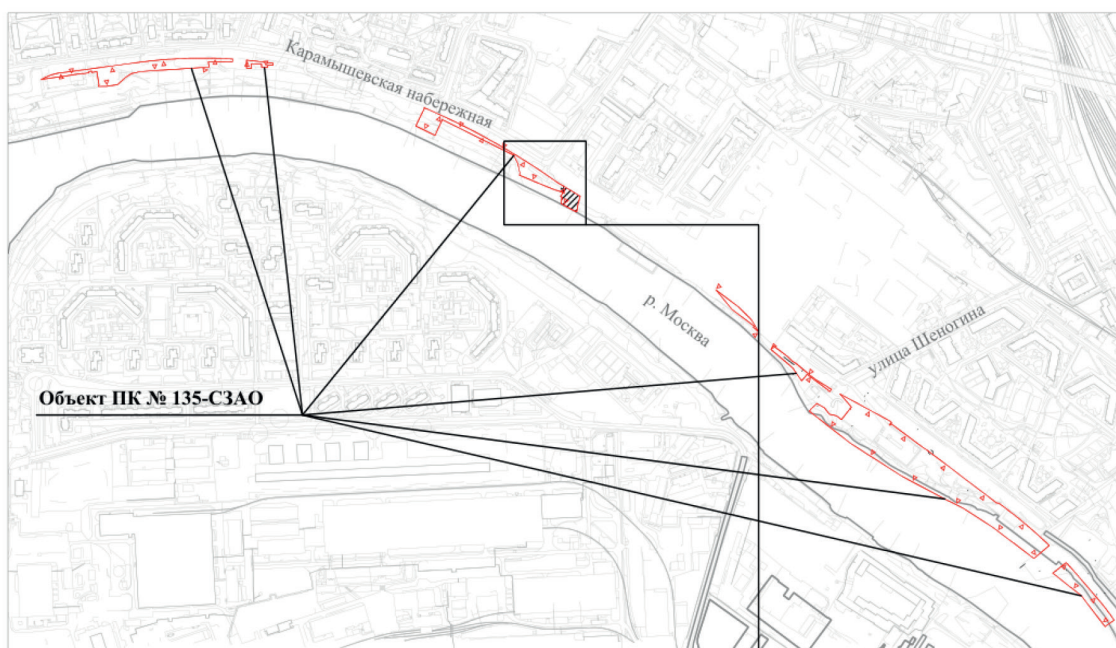 Карамышевская набережная
р. Москва
улица Шеногина
Объект ПК № 135-СЗАО